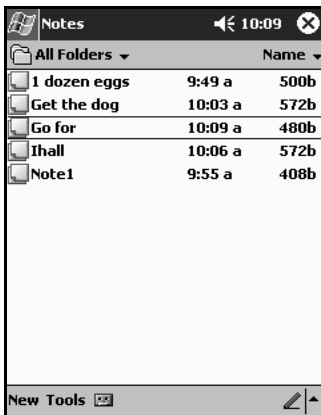 Notes 10:09
All Folders Name
1 dozen eggs 9:49 a 500b
Get the dog 10:03 a 572b
Go for 10:09 a 480b
Ihall 10:06 a 572b
Note1 9:55 a 408b
New Tools